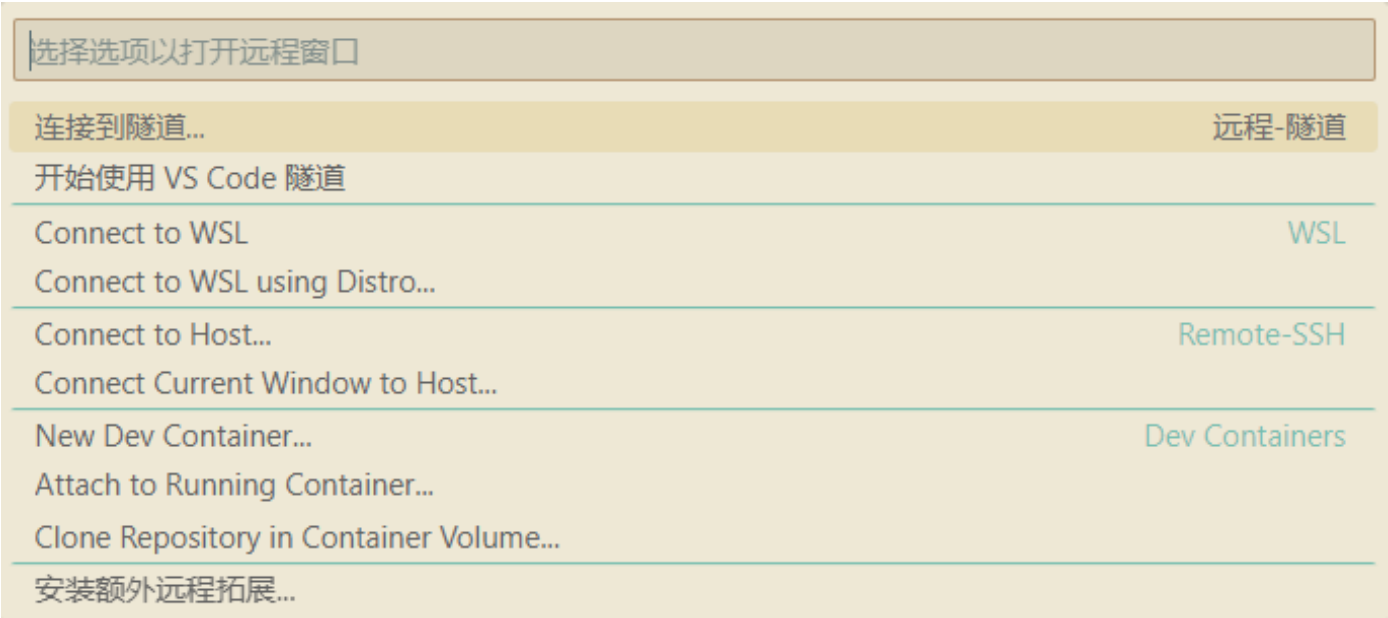 选择选项以打开远程窗口
连接到隧道... 远程-隧道
开始使用 VS Code 隧道
Connect to WSL WSL
Connect to WSL using Distro...
Connect to Host... Remote-SSH
Connect Current Window to Host...
New Dev Container... Dev Containers
Attach to Running Container...
Clone Repository in Container Volume...
安装额外远程拓展...